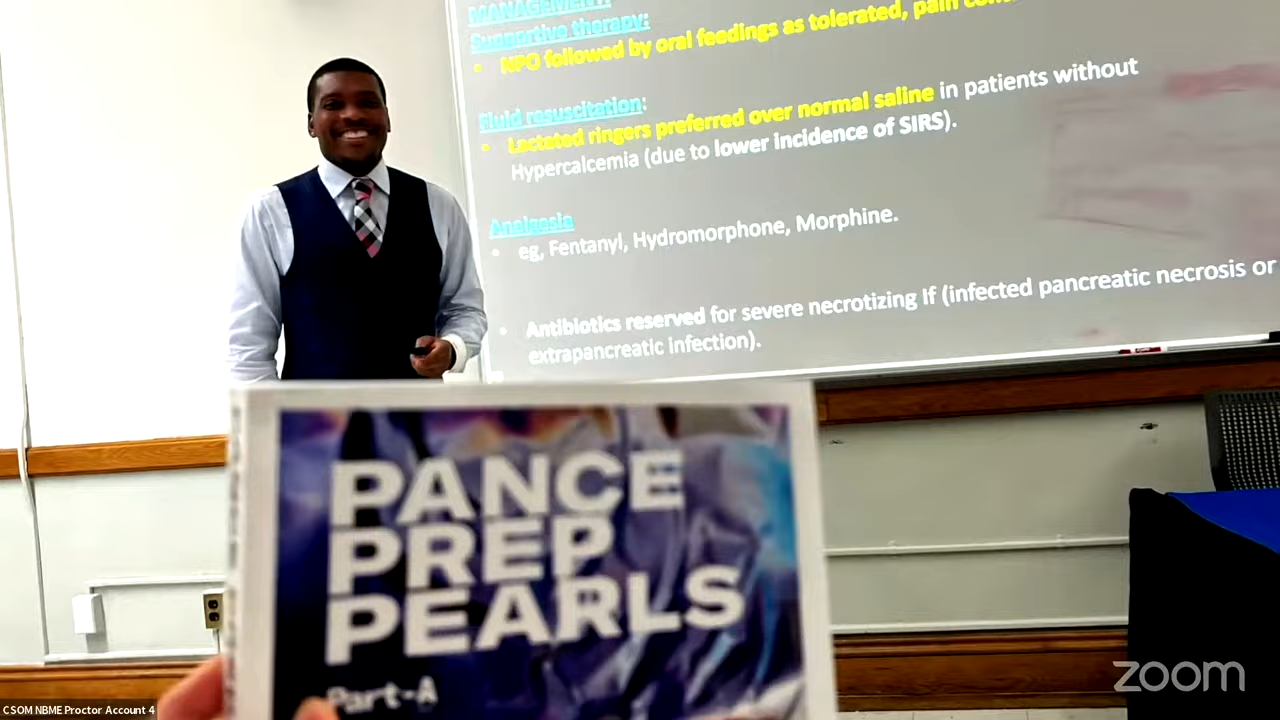 MANAGEMENT:
Supportive therapy:
• NPO followed by oral feedings as tolerated, pain
Fluid resuscitation:
• Lactated ringers preferred over normal saline in patients without
Hypercalcemia (due to lower incidence of SIRS).
Analgesia
• eg, Fentanyl, Hydromorphone, Morphine.
• Antibiotics reserved for severe necrotizing If (infected pancreatic necrosis or
extrapancreatic infection).
PANCE
PREP
PEARLS
Part-A
zoom
CSOM NBME Proctor Account 4